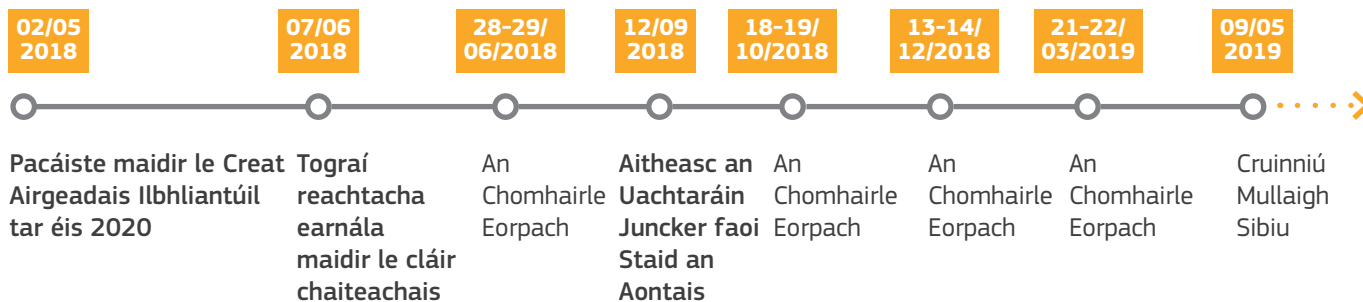 02/05
2018
07/06
2018
28-29/
06/2018
12/09
2018
18-19/
10/2018
13-14/
12/2018
21-22/
03/2019
09/05
2019
Pacáiste maidir le Creat
Airgeadais Ilbhliantúil
tar éis 2020
Tograí
reachtacha
earnála
maidir le cláir
chaiteachais
An
Chomhairle
Eorpach
Aitheasc an
Uachtaráin
Juncker faoi
Staid an
Aontais
An
Chomhairle
Eorpach
An
Chomhairle
Eorpach
An
Chomhairle
Eorpach
Cruinniú
Mullaigh
Sibiu